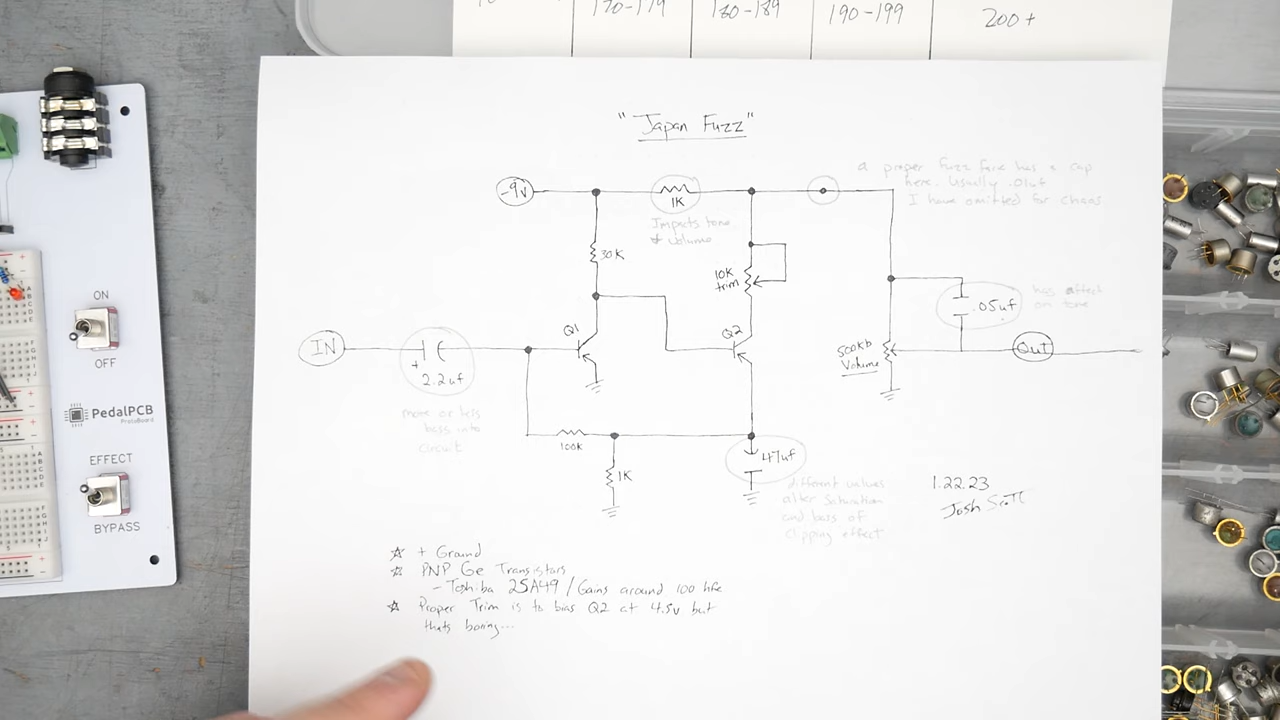 170-179
180-189
190-199
200+
"Japan Fuzz"
-9v
1K
Impacts tone
& volume
a proper fuzz face has a cap
here. Usually .01uf
I have omitted for chaos
30K
10K
trim
.05uf
has affect
on tone
IN
+
2.2uf
more or less
bass into
circuit
Q1
Q2
500kb
Volume
Out
100k
1K
47uf
different values
alter saturation
and bass of
clipping effect
1.22.23
Josh Scott
☆ + Ground
☆ PNP Ge Transistors
- Toshiba 2SA49 / Gains around 100 hfe
☆ Proper Trim is to bias Q2 at 4.5v but
thats boring...
ON
OFF
PedalPCB
ProtoBoard
EFFECT
BYPASS